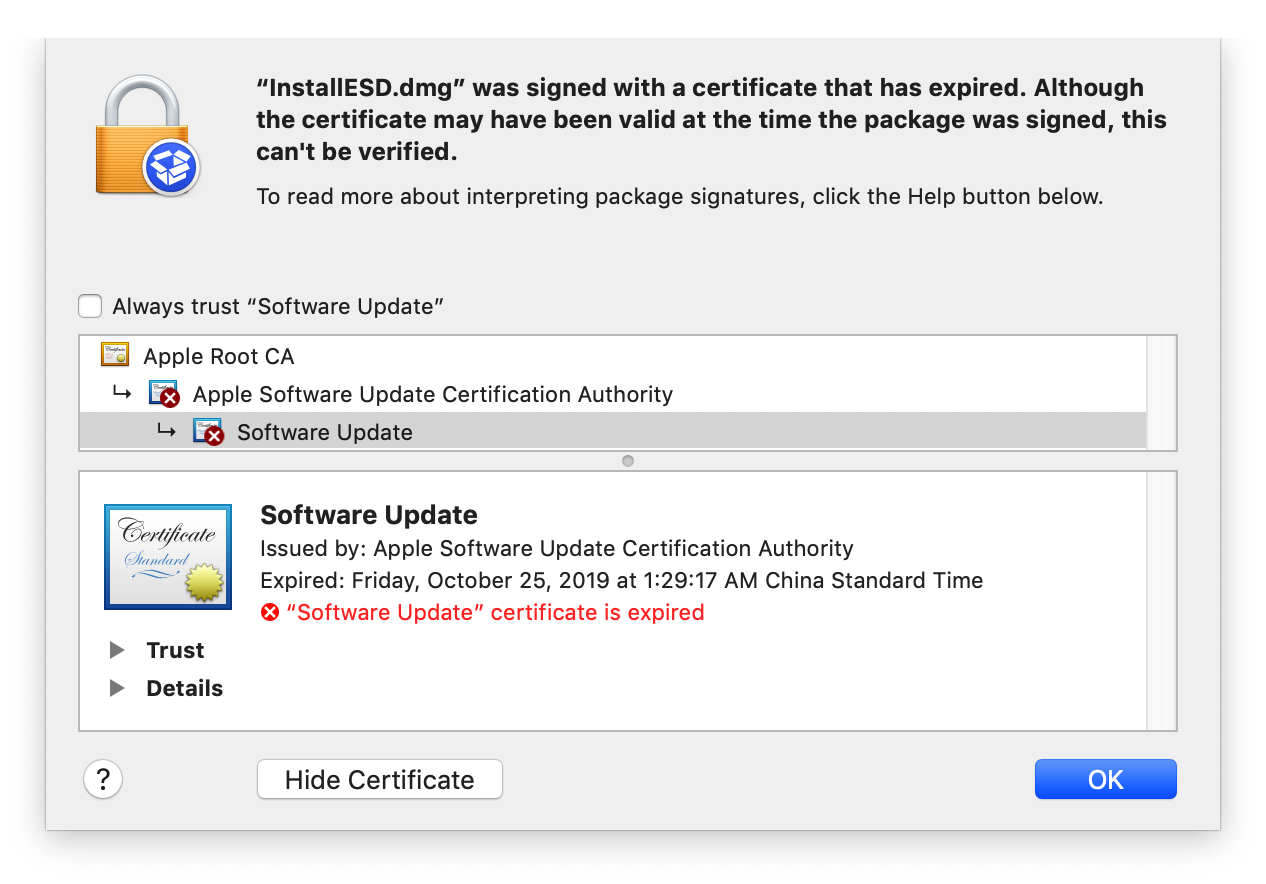 “InstallESD.dmg” was signed with a certificate that has expired. Although
the certificate may have been valid at the time the package was signed, this
can't be verified.
To read more about interpreting package signatures, click the Help button below.
Always trust “Software Update”
Apple Root CA
Apple Software Update Certification Authority
Software Update
Certificate
Standard
Software Update
Issued by: Apple Software Update Certification Authority
Expired: Friday, October 25, 2019 at 1:29:17 AM China Standard Time
“Software Update” certificate is expired
Trust
Details
?
Hide Certificate
OK